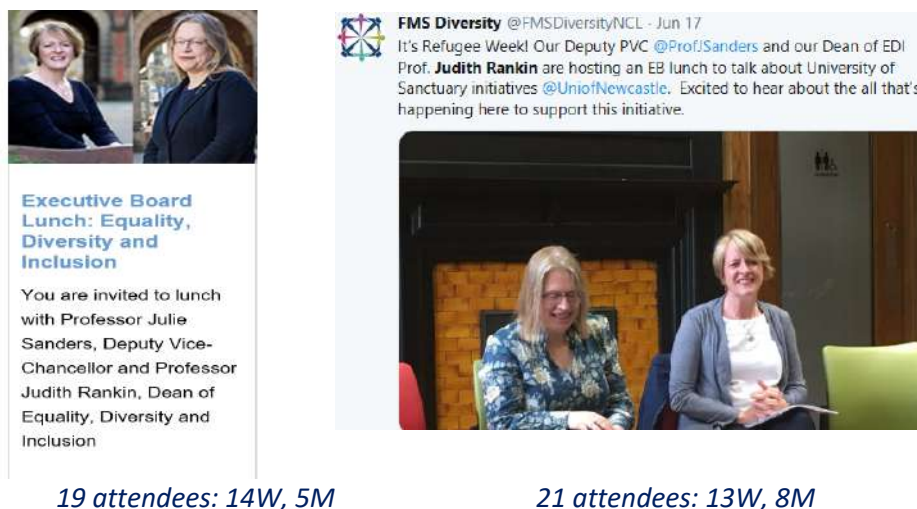 FMS Diversity @FMSDiversityNCL · Jun 17
It's Refugee Week! Our Deputy PVC @ProfJSanders and our Dean of EDI
Prof. Judith Rankin are hosting an EB lunch to talk about University of
Sanctuary initiatives @UniofNewcastle. Excited to hear about the all that's
happening here to support this initiative.
Executive Board
Lunch: Equality,
Diversity and
Inclusion
You are invited to lunch
with Professor Julie
Sanders, Deputy Vice-
Chancellor and Professor
Judith Rankin, Dean of
Equality, Diversity and
Inclusion
19 attendees: 14W, 5M
21 attendees: 13W, 8M